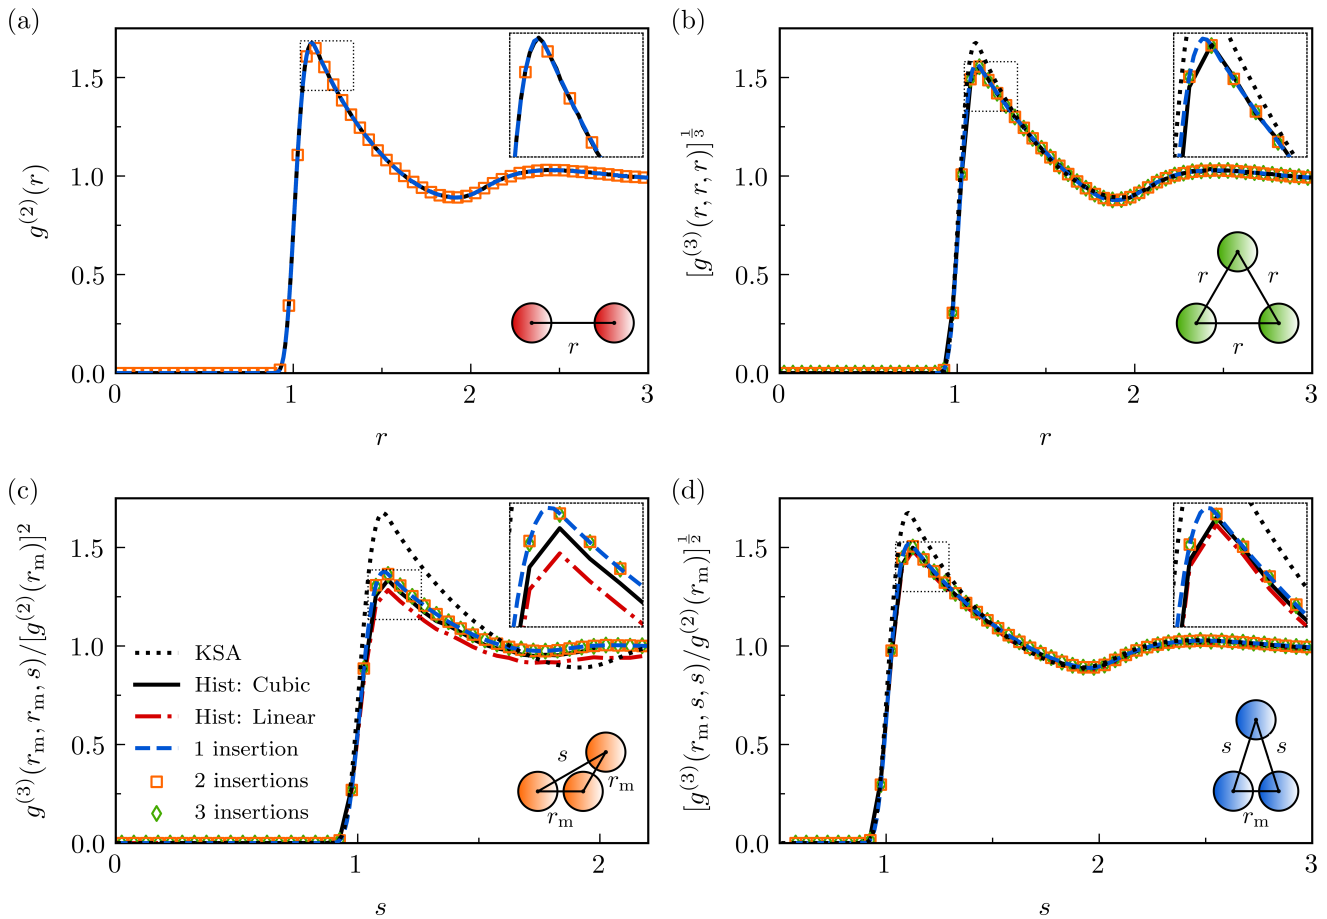 (a)
g^(2)(r)
1.5
1.0
0.5
0.0
1
2
3
r
r
(b)
[g^(3)(r, r, r)]^1/3
1.5
1.0
0.5
0.0
0
1
2
3
r
r
r
r
(c)
g^(3)(r_m, r_m, s)/[g^(2)(r_m)]^2
1.5
1.0
0.5
0.0
KSA
Hist: Cubic
Hist: Linear
1 insertion
2 insertions
3 insertions
s
r_m
r_m
0
1
2
s
(d)
[g^(3)(r_m, s, s)/g^(2)(r_m)]^1/2
1.5
1.0
0.5
0.0
s
s
r_m
1
2
3
s